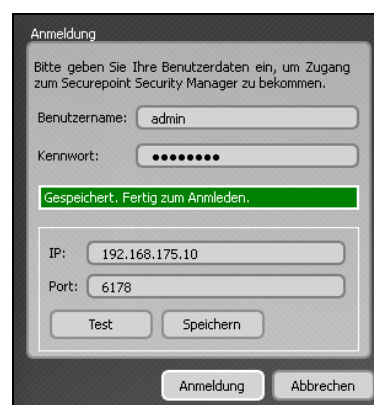 Anmeldung
Bitte geben Sie Ihre Benutzerdaten ein, um Zugang
zum Securepoint Security Manager zu bekommen.
Benutzername: admin
Kennwort: ●●●●●●●●
Gespeichert. Fertig zum Anmleden.
IP: 192.168.175.10
Port: 6178
Test Speichern
Anmeldung Abbrechen